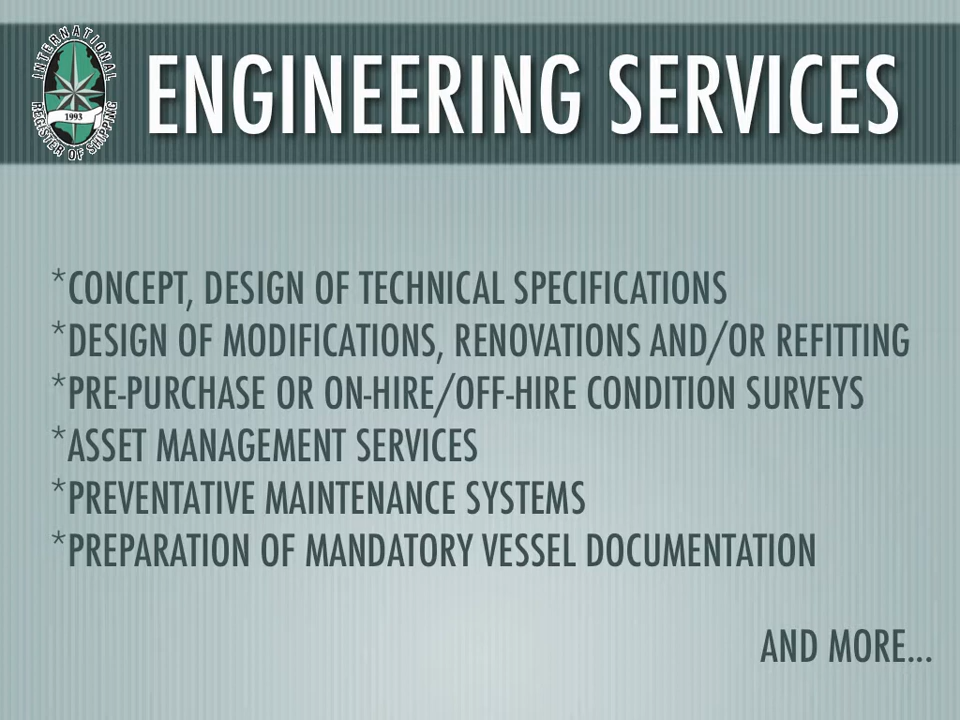 INTERNATIONAL
1993
REGISTER OF SHIPPING
ENGINEERING SERVICES
*CONCEPT, DESIGN OF TECHNICAL SPECIFICATIONS
*DESIGN OF MODIFICATIONS, RENOVATIONS AND/OR REFITTING
*PRE-PURCHASE OR ON-HIRE/OFF-HIRE CONDITION SURVEYS
*ASSET MANAGEMENT SERVICES
*PREVENTATIVE MAINTENANCE SYSTEMS
*PREPARATION OF MANDATORY VESSEL DOCUMENTATION
AND MORE...